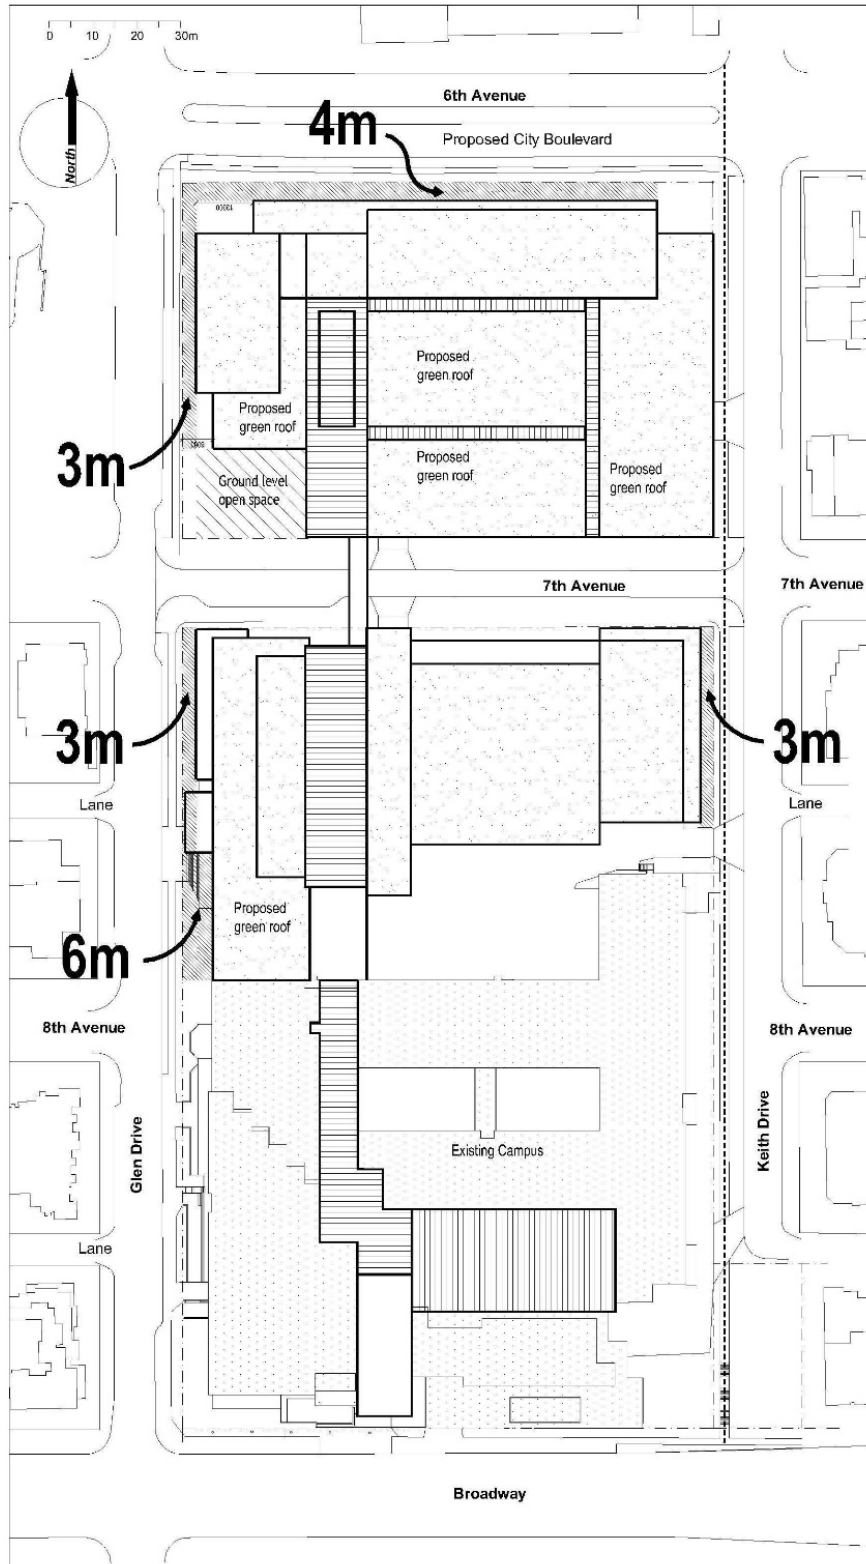 0 10 20 30m
North
6th Avenue
4m
Proposed City Boulevard
Proposed
green roof
Proposed
green roof
3m
Proposed
green roof
Ground level
open space
Proposed
green roof
7th Avenue
7th Avenue
3m
3m
Lane
Lane
Proposed
green roof
6m
8th Avenue
8th Avenue
Glen Drive
Keith Drive
Existing Campus
Lane
Broadway